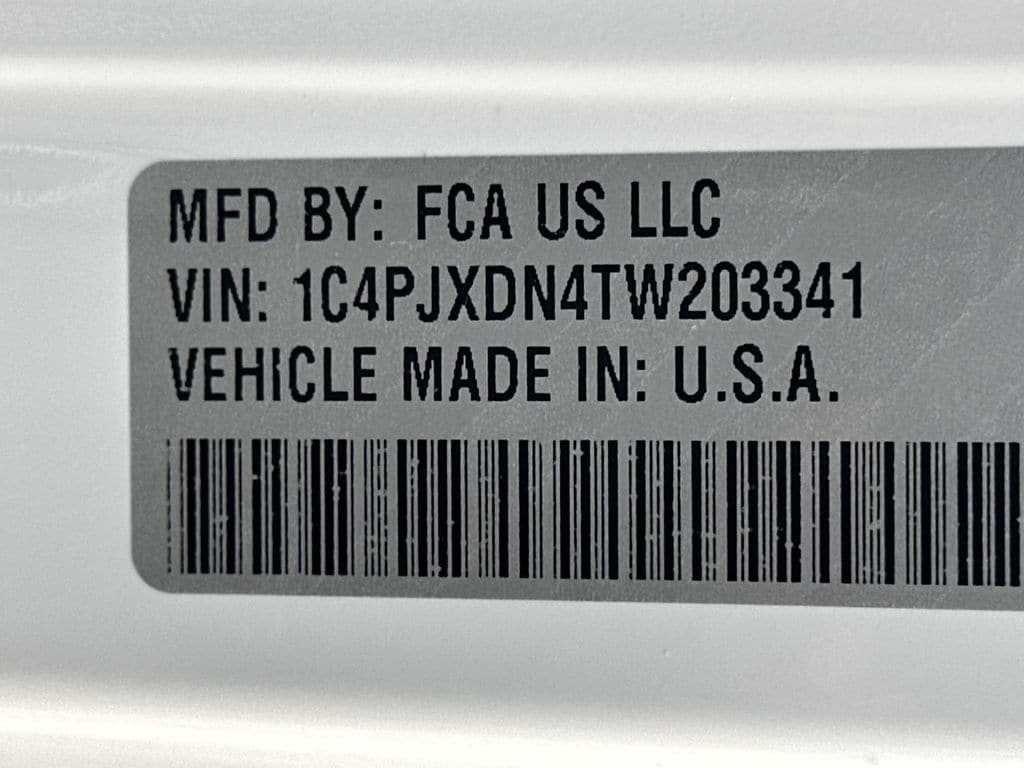 MFD BY: FCA US LLC
VIN: 1C4PJXDN4TW203341
VEHICLE MADE IN: U.S.A.